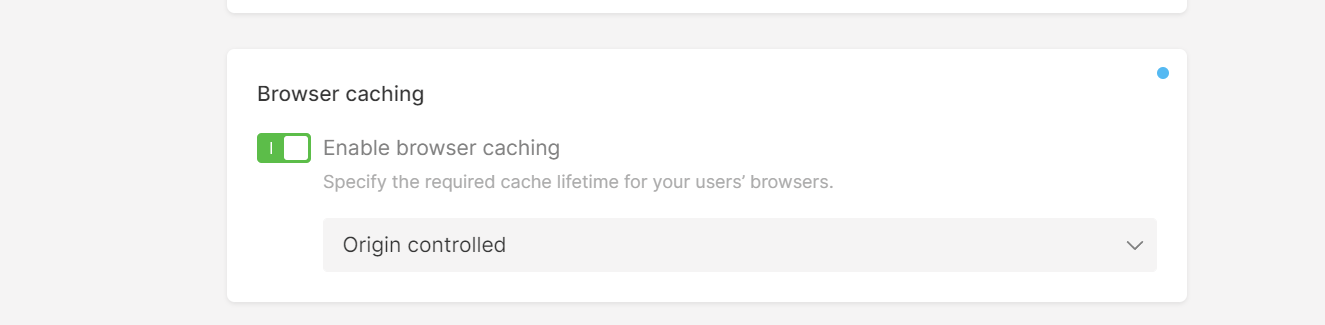 Browser caching
Enable browser caching
Specify the required cache lifetime for your users’ browsers.
Origin controlled